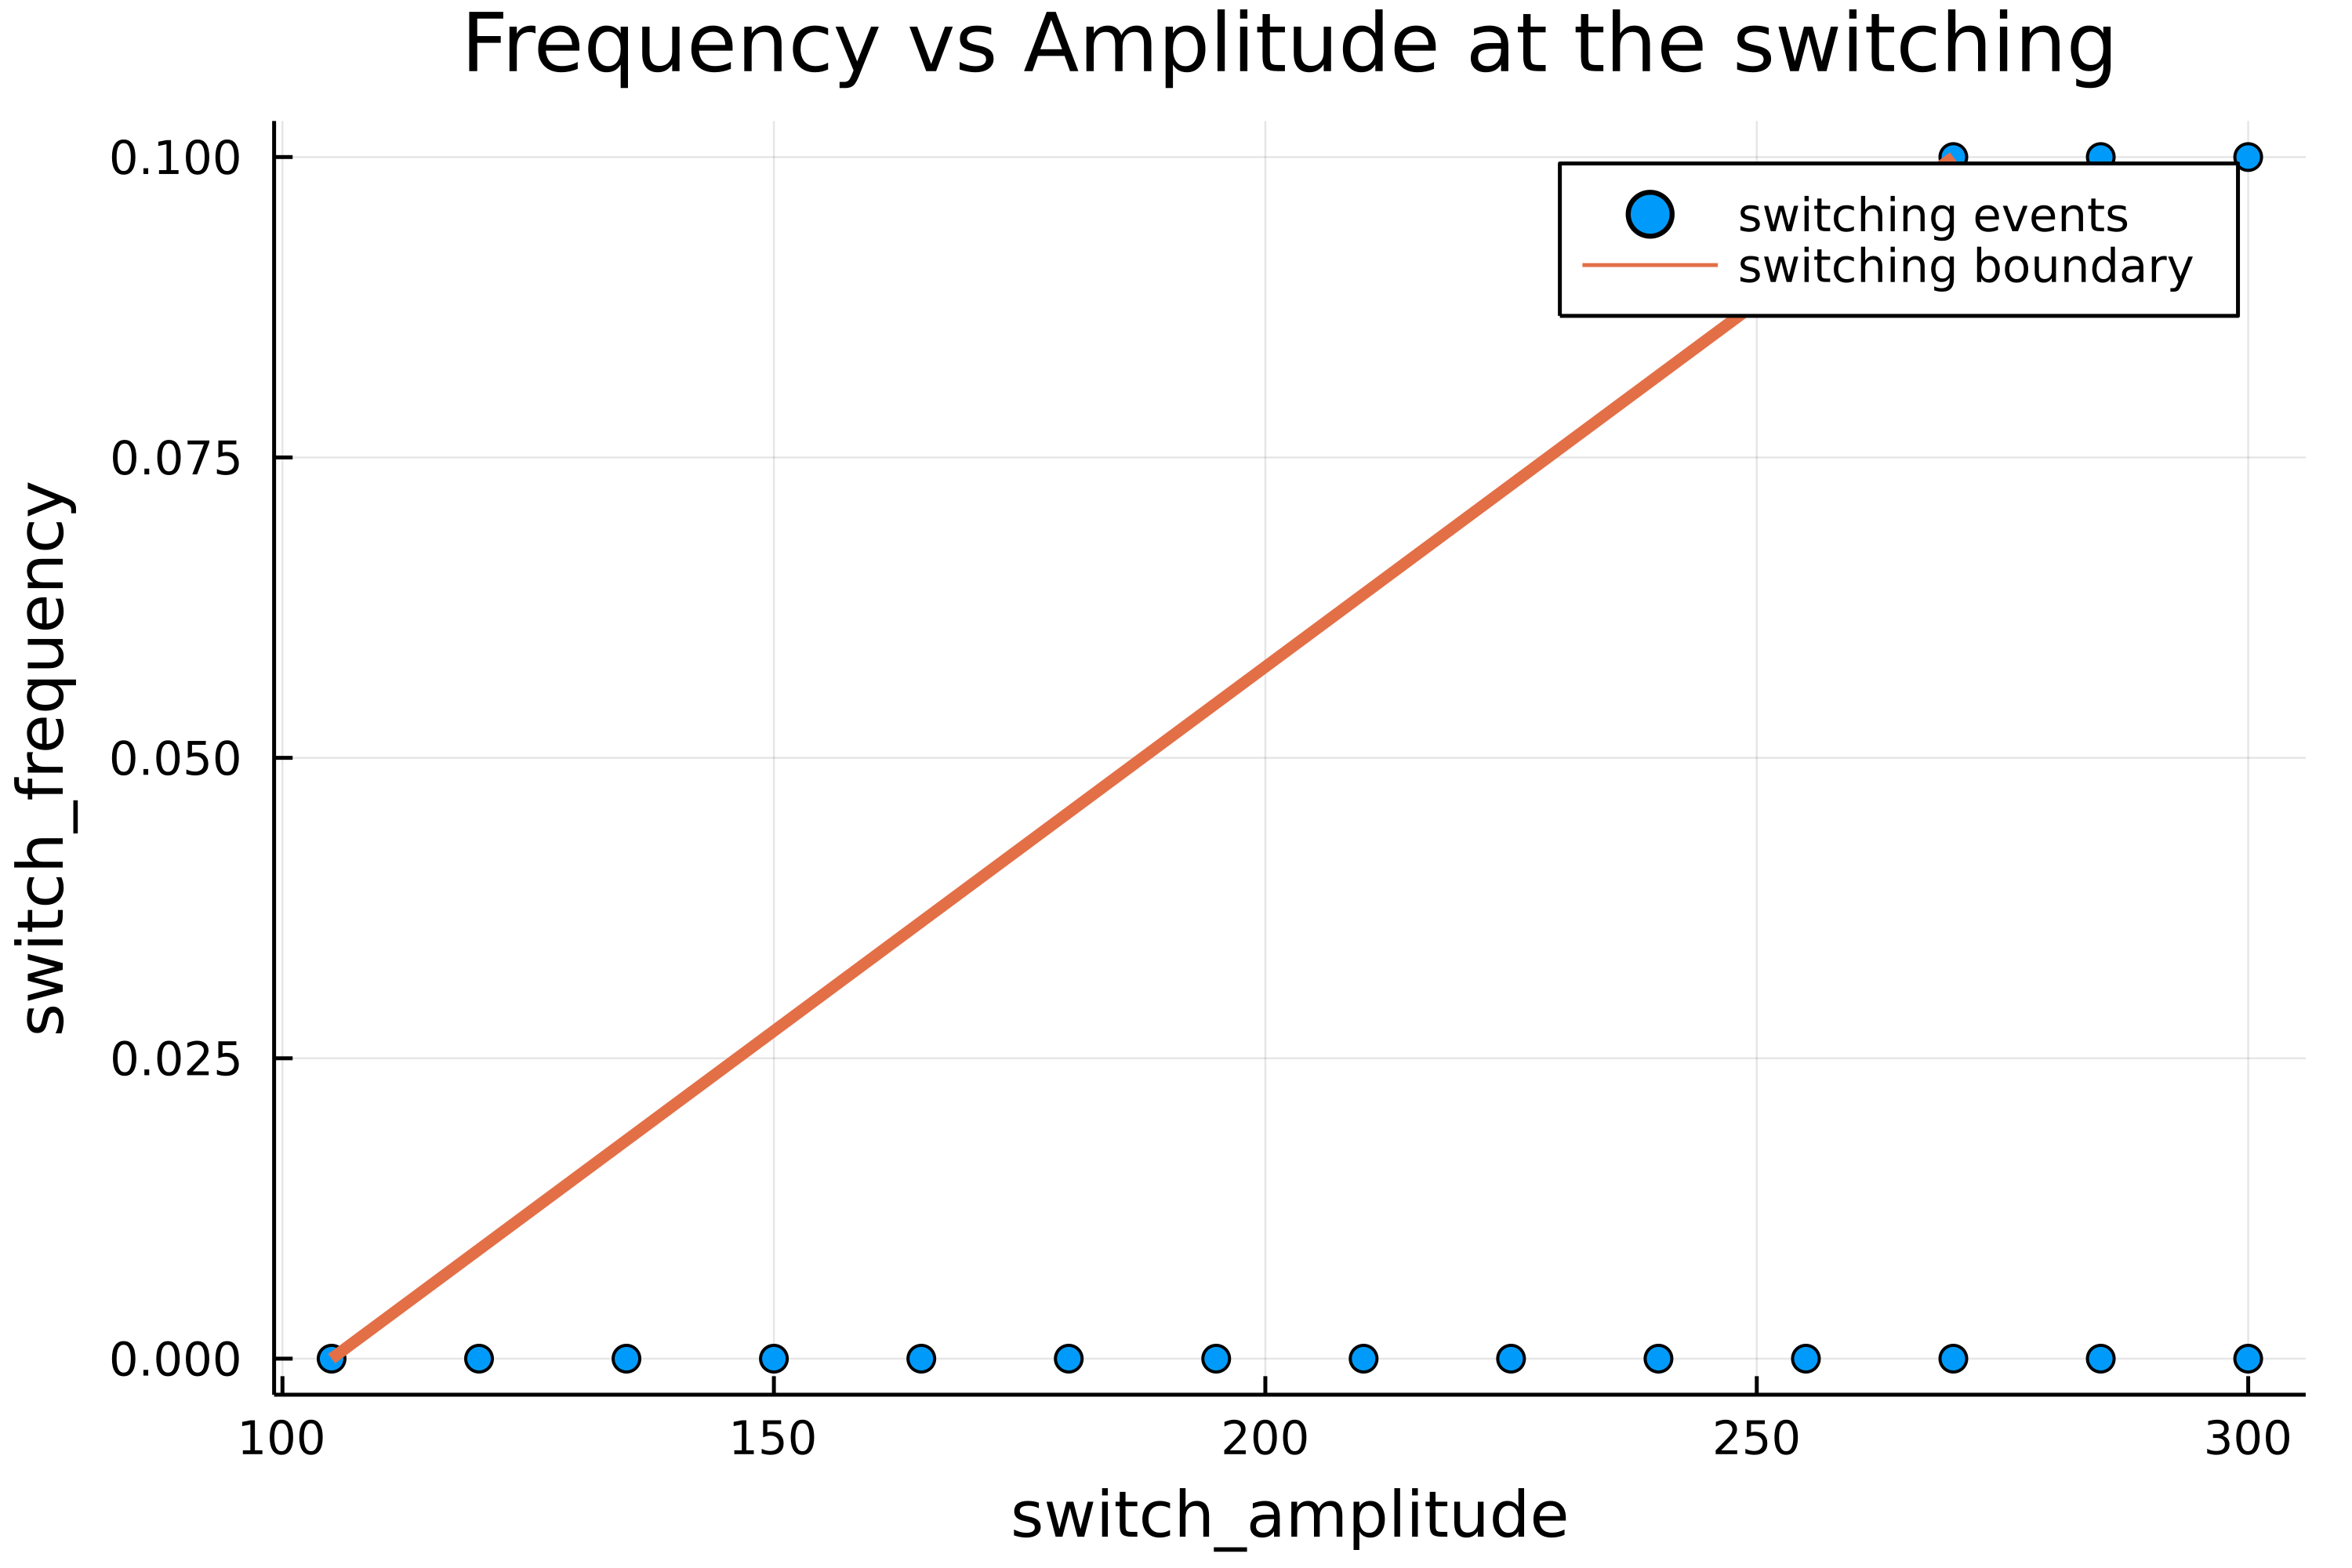 Frequency vs Amplitude at the switching
switching events
switching boundary
0.100
0.075
0.050
0.025
0.000
switch_frequency
100
150
200
250
300
switch_amplitude